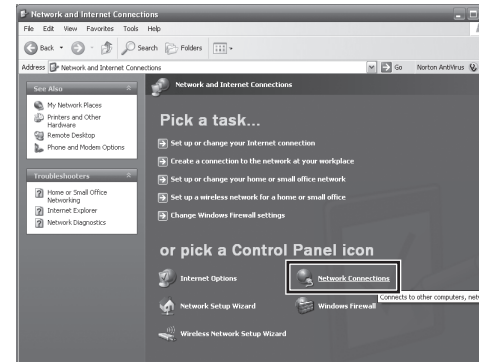 Network and Internet Connections
File Edit View Favorites Tools Help
Back Search Folders
Address Network and Internet Connections Go Norton AntiVirus
See Also
My Network Places
Printers and Other
Hardware
Remote Desktop
Phone and Modem Options
Troubleshooters
Home or Small Office
Networking
Internet Explorer
Network Diagnostics
Network and Internet Connections
Pick a task...
Set up or change your Internet connection
Create a connection to the network at your workplace
Set up or change your home or small office network
Set up a wireless network for a home or small office
Change Windows Firewall settings
or pick a Control Panel icon
Internet Options
Network Connections
Connects to other computers, net
Network Setup Wizard
Windows Firewall
Wireless Network Setup Wizard